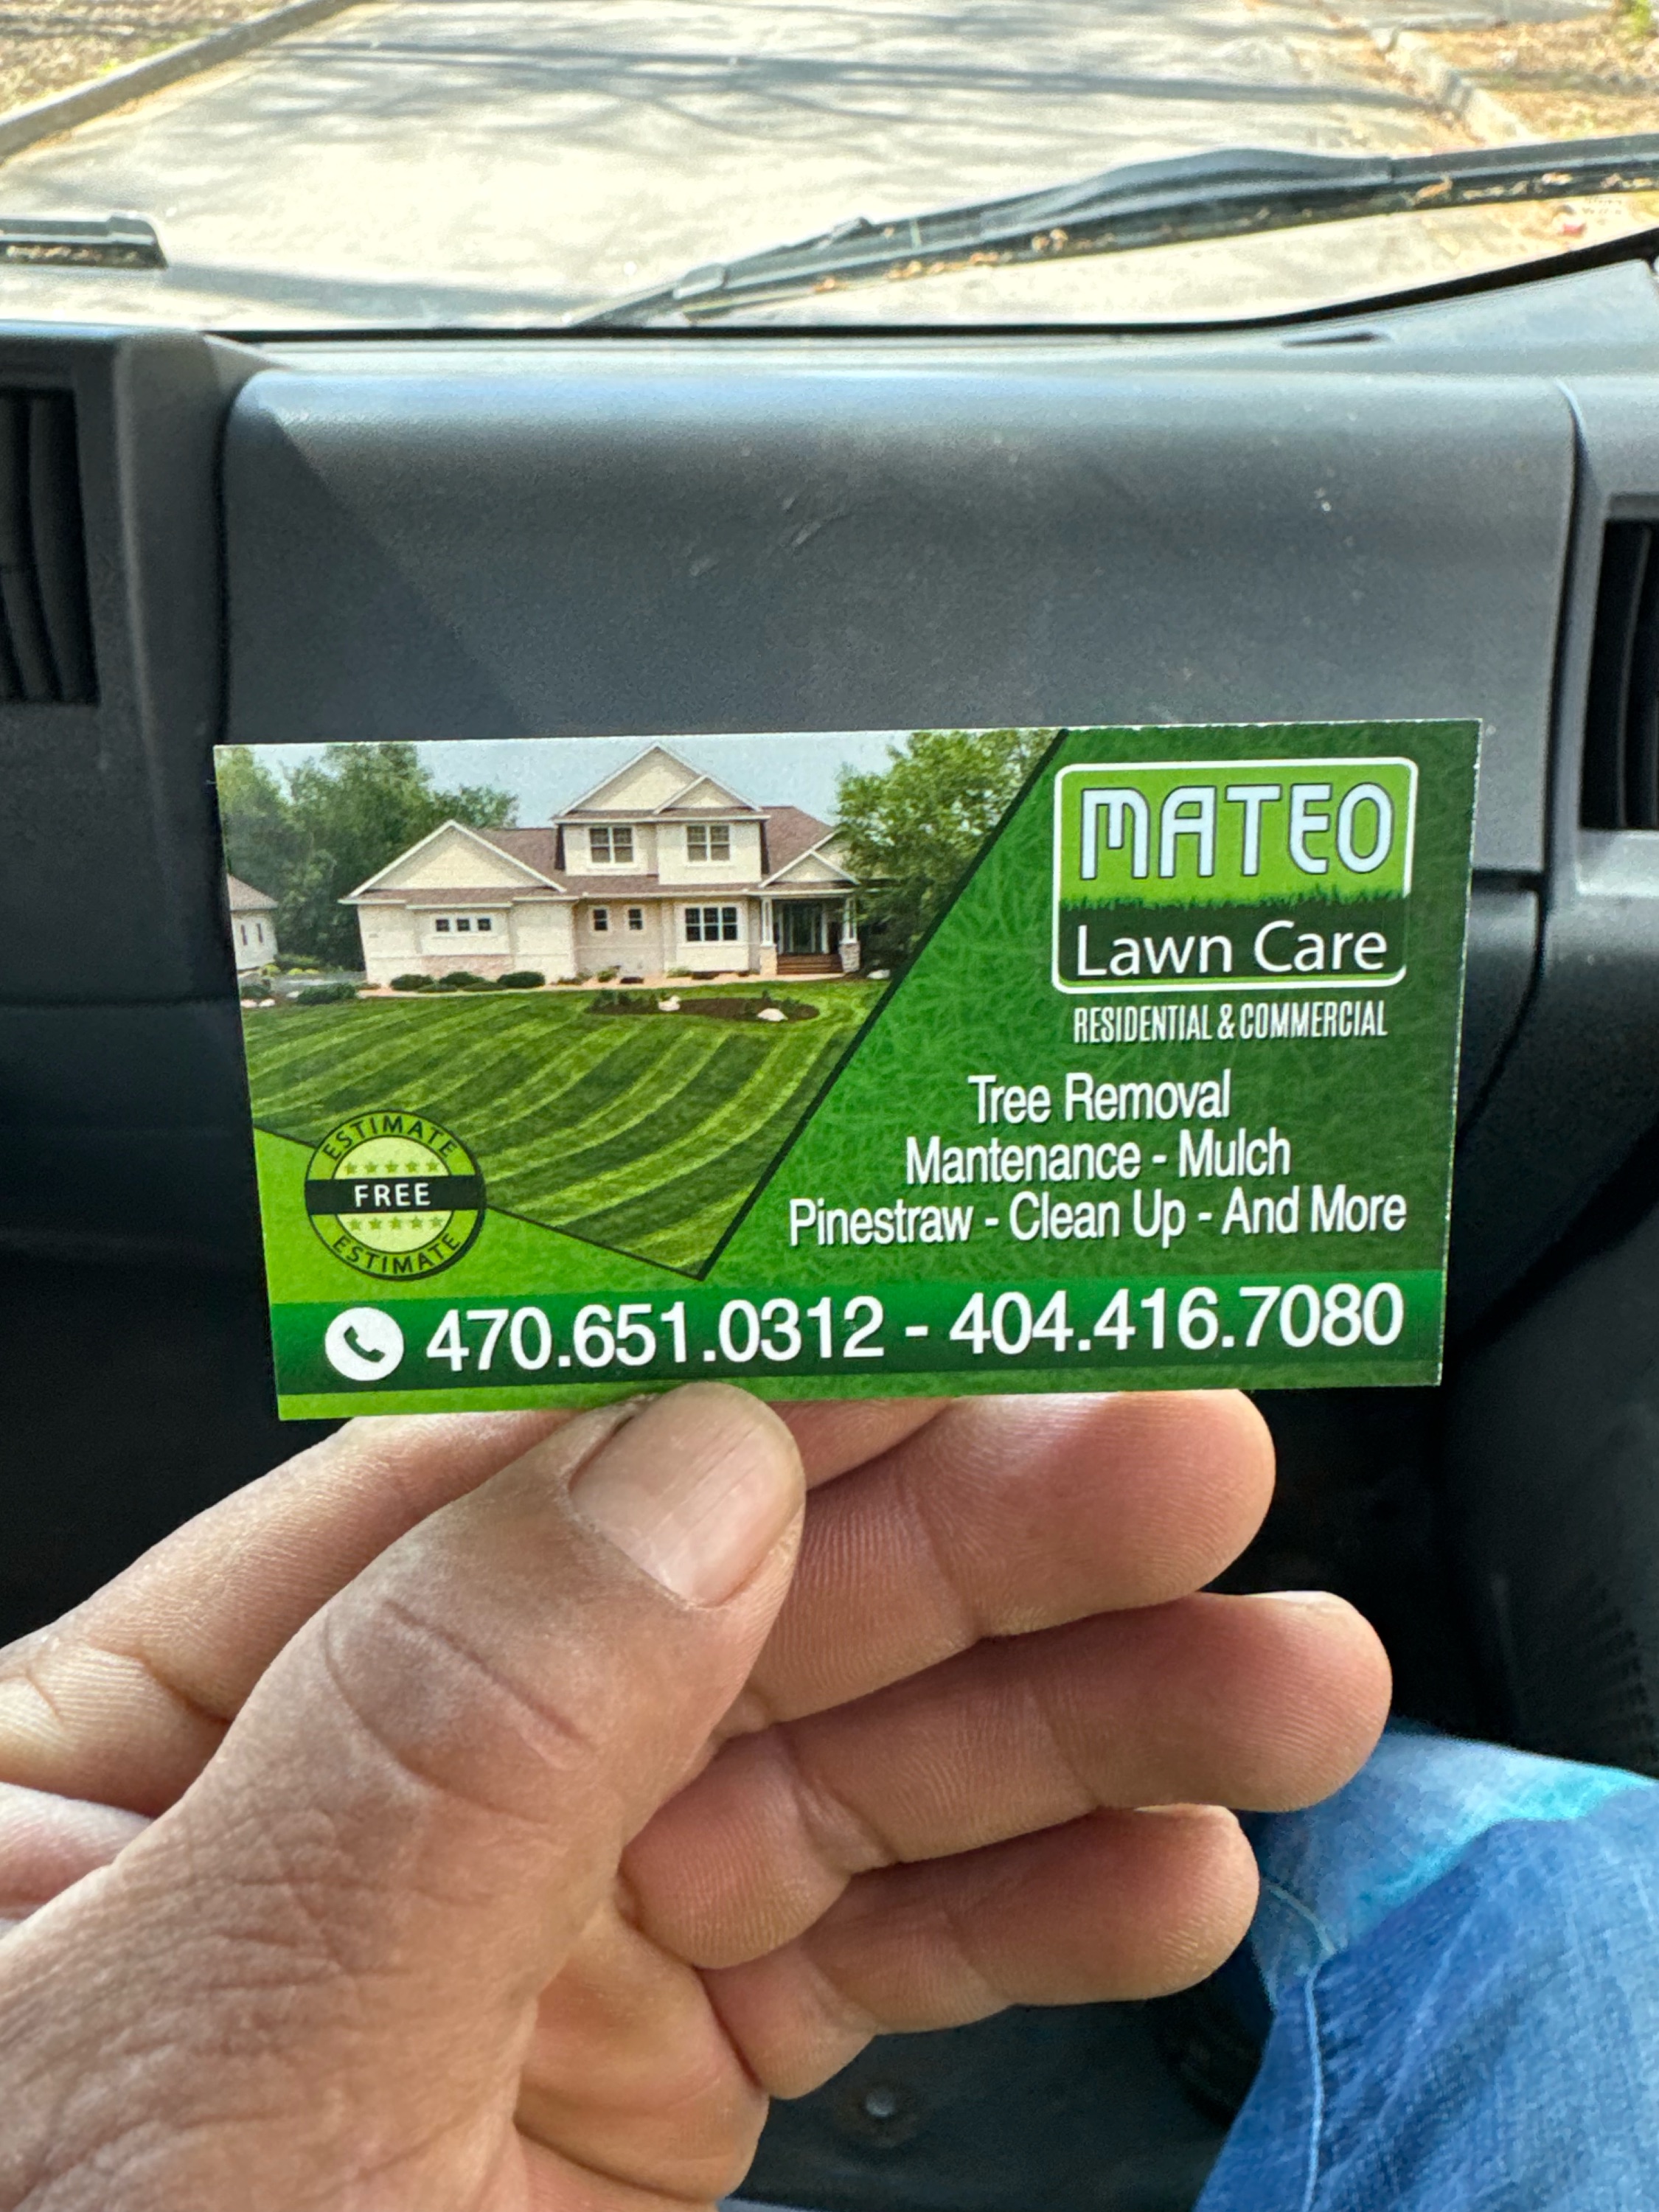 MATEO
Lawn Care
RESIDENTIAL & COMMERCIAL
Tree Removal
Mantenance - Mulch
Pinestraw - Clean Up - And More
ESTIMATE
FREE
ESTIMATE
470.651.0312 - 404.416.7080